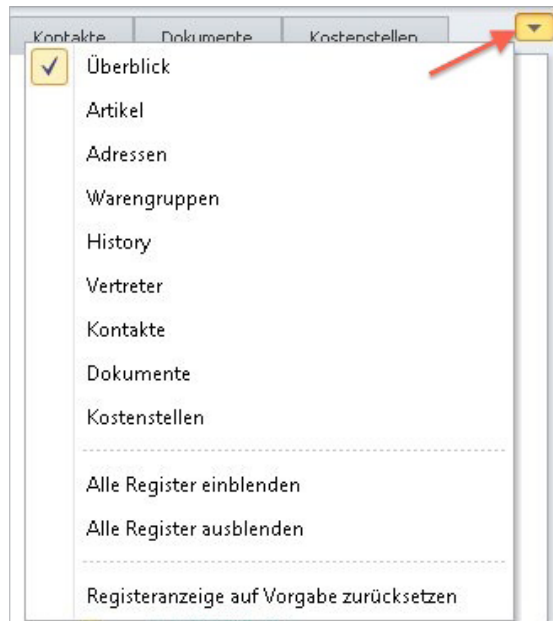 Kontakte Dokumente Kostenstellen
Überblick
Artikel
Adressen
Warengruppen
History
Vertreter
Kontakte
Dokumente
Kostenstellen
Alle Register einblenden
Alle Register ausblenden
Registeranzeige auf Vorgabe zurücksetzen